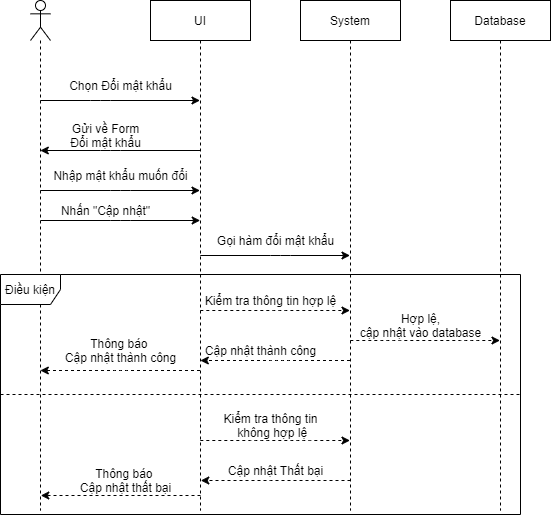 UI
System
Database
Chọn Đổi mật khẩu
Gửi về Form
Đổi mật khẩu
Nhập mật khẩu muốn đổi
Nhấn "Cập nhật"
Gọi hàm đổi mật khẩu
Điều kiện
Kiểm tra thông tin hợp lệ
Hợp lệ,
cập nhật vào database
Thông báo
Cập nhật thành công
Cập nhật thành công
Kiểm tra thông tin
không hợp lệ
Cập nhật Thất bại
Thông báo
Cập nhật thất bại